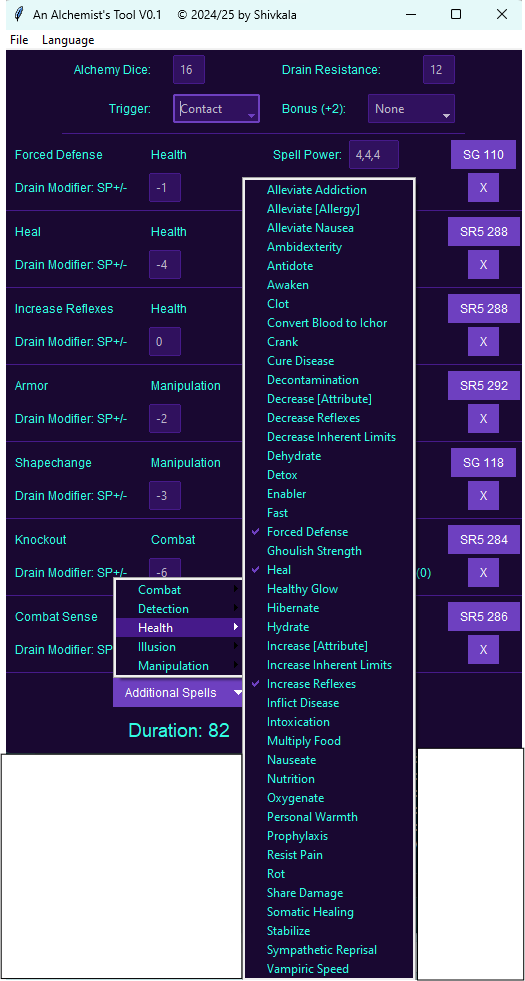 An Alchemist's Tool V0.1 © 2024/25 by Shivkala
File Language
Alchemy Dice: 16 Drain Resistance: 12
Trigger: Contact Bonus (+2): None
Forced Defense Health Spell Power: 4,4,4 SG 110
Drain Modifier: SP+/- -1 X
Heal Health SR5 288
Drain Modifier: SP+/- -4 X
Increase Reflexes Health SR5 288
Drain Modifier: SP+/- 0 X
Armor Manipulation SR5 292
Drain Modifier: SP+/- -2 X
Shapechange Manipulation SG 118
Drain Modifier: SP+/- -3 X
Knockout Combat SR5 284
Drain Modifier: SP+/- -6 (0) X
Combat Sense SR5 286
Drain Modifier: SP X
Combat
Detection
Health
Illusion
Manipulation
Additional Spells
Duration: 82
Alleviate Addiction
Alleviate [Allergy]
Alleviate Nausea
Ambidexterity
Antidote
Awaken
Clot
Convert Blood to Ichor
Crank
Cure Disease
Decontamination
Decrease [Attribute]
Decrease Reflexes
Decrease Inherent Limits
Dehydrate
Detox
Enabler
Fast
Forced Defense
Ghoulish Strength
Heal
Healthy Glow
Hibernate
Hydrate
Increase [Attribute]
Increase Inherent Limits
Increase Reflexes
Inflict Disease
Intoxication
Multiply Food
Nauseate
Nutrition
Oxygenate
Personal Warmth
Prophylaxis
Resist Pain
Rot
Share Damage
Somatic Healing
Stabilize
Sympathetic Reprisal
Vampiric Speed